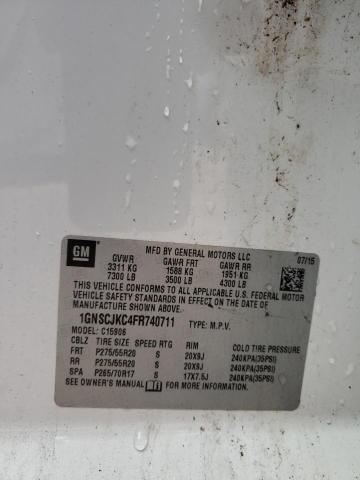 GM
MFD BY GENERAL MOTORS LLC 07/15
GVWR GAWR FRT GAWR RR
3311 KG 1588 KG 1951 KG
7300 LB 3500 LB 4300 LB
THIS VEHICLE CONFORMS TO ALL APPLICABLE U.S. FEDERAL MOTOR
VEHICLE SAFETY, AND THEFT PREVENTION STANDARDS IN EFFECT ON THE DATE OF
MANUFACTURE SHOWN ABOVE.
1GNSCJKC4FR740711 TYPE: M.P.V.
MODEL: C15906
CBLZ TIRE SIZE SPEED RTG RIM COLD TIRE PRESSURE
FRT P275/55R20 S 20X9J 240KPA(35PSI)
RR P275/55R20 S 20X9J 240KPA(35PSI)
SPA P265/70R17 S 17X7.5J 240KPA(35PSI)
SEE OWNER'S MANUAL FOR MORE INFORMATION.